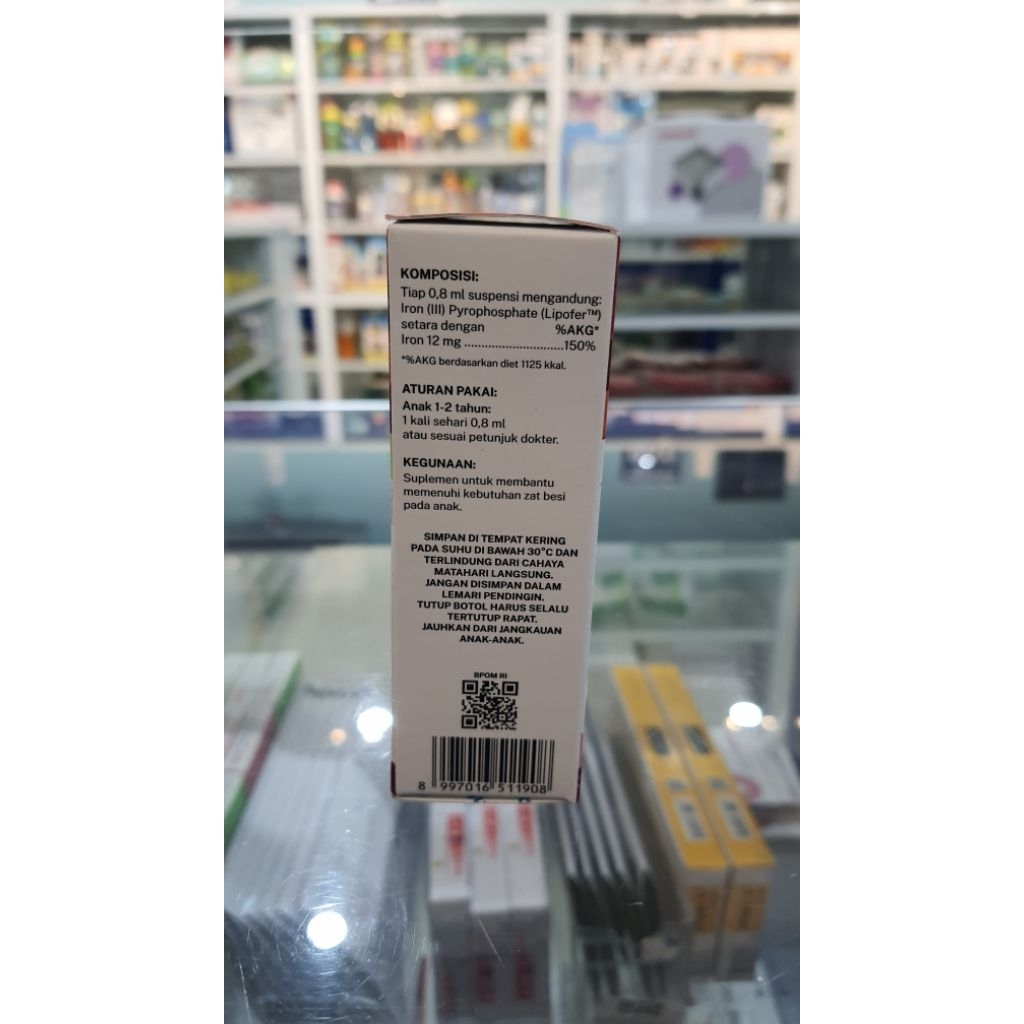 KOMPOSISI:
Tiap 0,8 ml suspensi mengandung:
Iron (III) Pyrophosphate (Lipofer™)
setara dengan %AKG*
Iron 12 mg ..............................150%
*%AKG berdasarkan diet 1125 kkal.
ATURAN PAKAI:
Anak 1-2 tahun:
1 kali sehari 0,8 ml
atau sesuai petunjuk dokter.
KEGUNAAN:
Suplemen untuk membantu
memenuhi kebutuhan zat besi
pada anak.
SIMPAN DI TEMPAT KERING
PADA SUHU DI BAWAH 30°C DAN
TERLINDUNG DARI CAHAYA
MATAHARI LANGSUNG.
JANGAN DISIMPAN DALAM
LEMARI PENDINGIN.
TUTUP BOTOL HARUS SELALU
TERTUTUP RAPAT.
JAUHKAN DARI JANGKAUAN
ANAK-ANAK.
BPOM RI
8 997016 511908